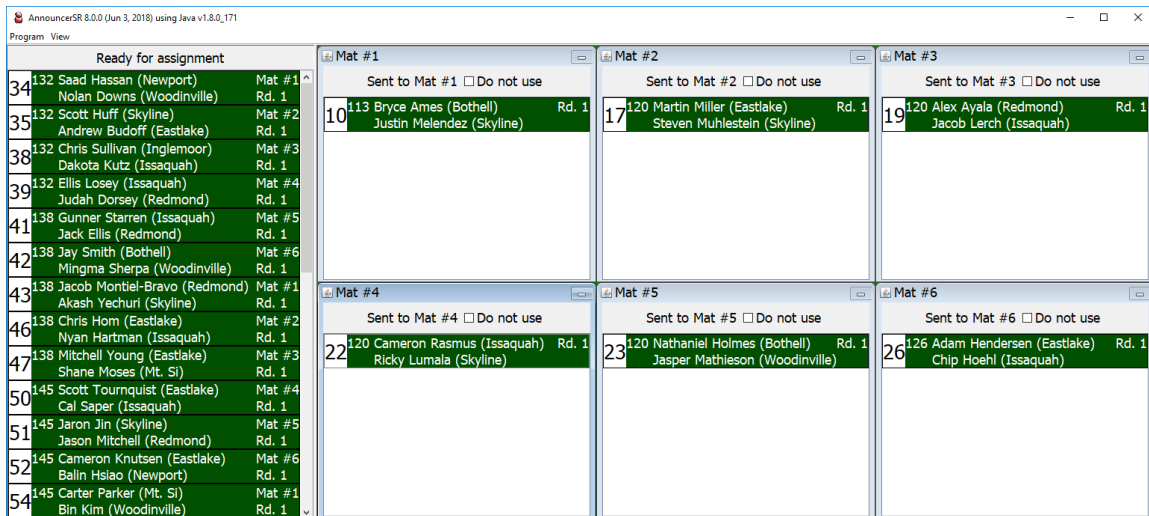 AnnouncerSR 8.0.0 (Jun 3, 2018) using Java v1.8.0_171
Program View
Ready for assignment
34 132 Saad Hassan (Newport) Mat #1
Nolan Downs (Woodinville) Rd. 1
35 132 Scott Huff (Skyline) Mat #2
Andrew Budoff (Eastlake) Rd. 1
38 132 Chris Sullivan (Inglemoor) Mat #3
Dakota Kutz (Issaquah) Rd. 1
39 132 Ellis Losey (Issaquah) Mat #4
Judah Dorsey (Redmond) Rd. 1
41 138 Gunner Starren (Issaquah) Mat #5
Jack Ellis (Redmond) Rd. 1
42 138 Jay Smith (Bothell) Mat #6
Mingma Sherpa (Woodinville) Rd. 1
43 138 Jacob Montiel-Bravo (Redmond) Mat #1
Akash Yechuri (Skyline) Rd. 1
46 138 Chris Hom (Eastlake) Mat #2
Nyan Hartman (Issaquah) Rd. 1
47 138 Mitchell Young (Eastlake) Mat #3
Shane Moses (Mt. Si) Rd. 1
50 145 Scott Tournquist (Eastlake) Mat #4
Cal Saper (Issaquah) Rd. 1
51 145 Jaron Jin (Skyline) Mat #5
Jason Mitchell (Redmond) Rd. 1
52 145 Cameron Knutsen (Eastlake) Mat #6
Balin Hsiao (Newport) Rd. 1
54 145 Carter Parker (Mt. Si) Mat #1
Bin Kim (Woodinville) Rd. 1
Mat #1
Sent to Mat #1 Do not use
10 113 Bryce Ames (Bothell) Rd. 1
Justin Melendez (Skyline)
Mat #2
Sent to Mat #2 Do not use
17 120 Martin Miller (Eastlake) Rd. 1
Steven Muhlestein (Skyline)
Mat #3
Sent to Mat #3 Do not use
19 120 Alex Ayala (Redmond) Rd. 1
Jacob Lerch (Issaquah)
Mat #4
Sent to Mat #4 Do not use
22 120 Cameron Rasmus (Issaquah) Rd. 1
Ricky Lumala (Skyline)
Mat #5
Sent to Mat #5 Do not use
23 120 Nathaniel Holmes (Bothell) Rd. 1
Jasper Mathieson (Woodinville)
Mat #6
Sent to Mat #6 Do not use
26 126 Adam Hendersen (Eastlake) Rd. 1
Chip Hoehl (Issaquah)